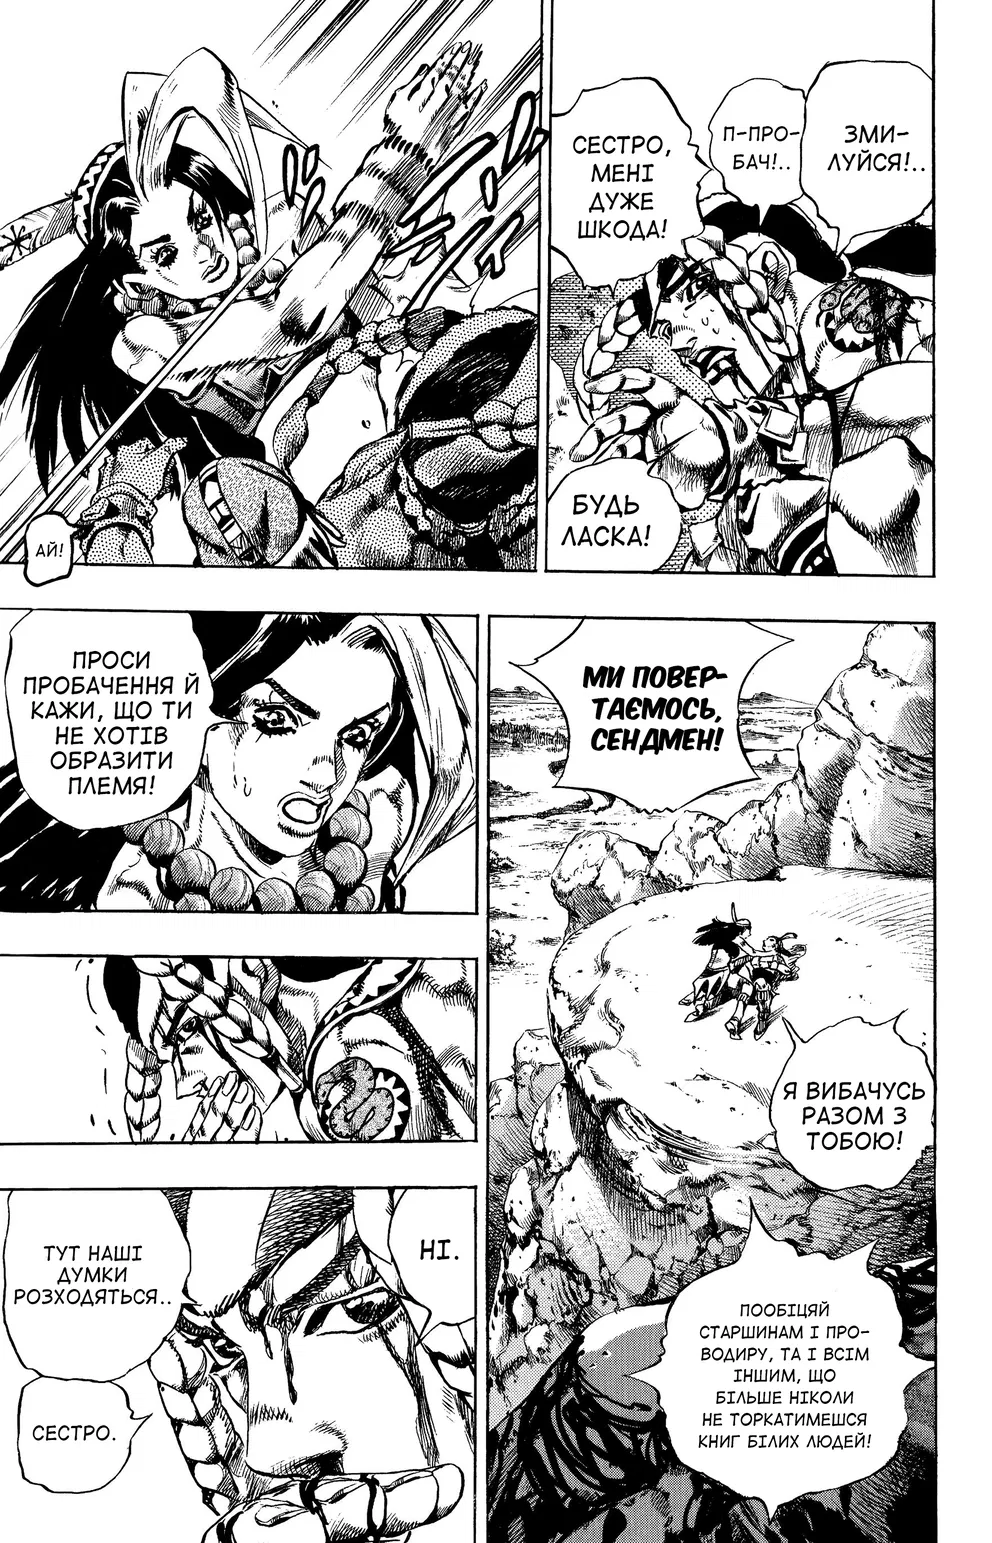 ЗМИ-
ЛУЙСЯ!..
П-ПРО-
БАЧ!..
СЕСТРО,
МЕНІ
ДУЖЕ
ШКОДА!
БУДЬ
ЛАСКА!
АЙ!
МИ ПОВЕР-
ТАЄМОСЬ,
СЕНДМЕН!
Я ВИБАЧУСЬ
РАЗОМ З
ТОБОЮ!
ПООБІЦЯЙ
СТАРШИНАМ І ПРО-
ВОДИРУ, ТА І ВСІМ
ІНШИМ, ЩО
БІЛЬШЕ НІКОЛИ
НЕ ТОРКАТИМЕШСЯ
КНИГ БІЛИХ ЛЮДЕЙ!
ПРОСИ
ПРОБАЧЕННЯ Й
КАЖИ, ЩО ТИ
НЕ ХОТІВ
ОБРАЗИТИ
ПЛЕМЯ!
НІ.
ТУТ НАШІ
ДУМКИ
РОЗХОДЯТЬСЯ..
СЕСТРО.